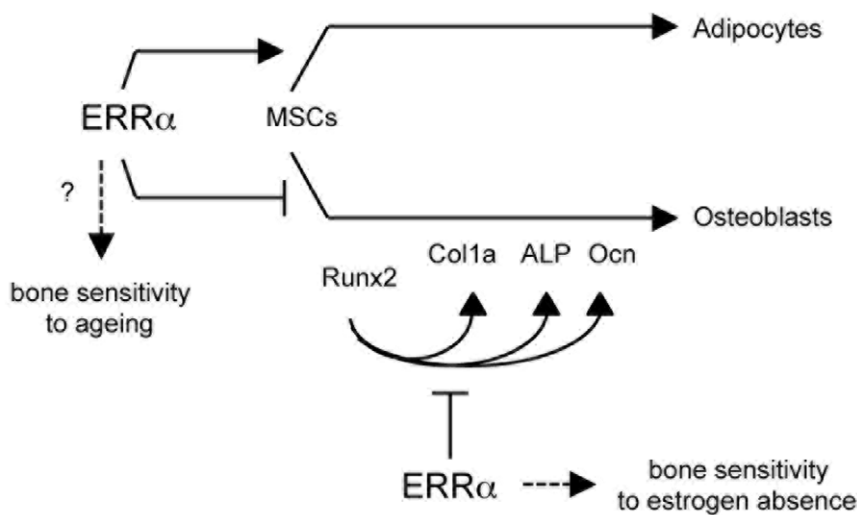 Adipocytes
ERRα
MSCs
?
Osteoblasts
bone sensitivity
to ageing
Runx2
Col1a
ALP
Ocn
ERRα
bone sensitivity
to estrogen absence